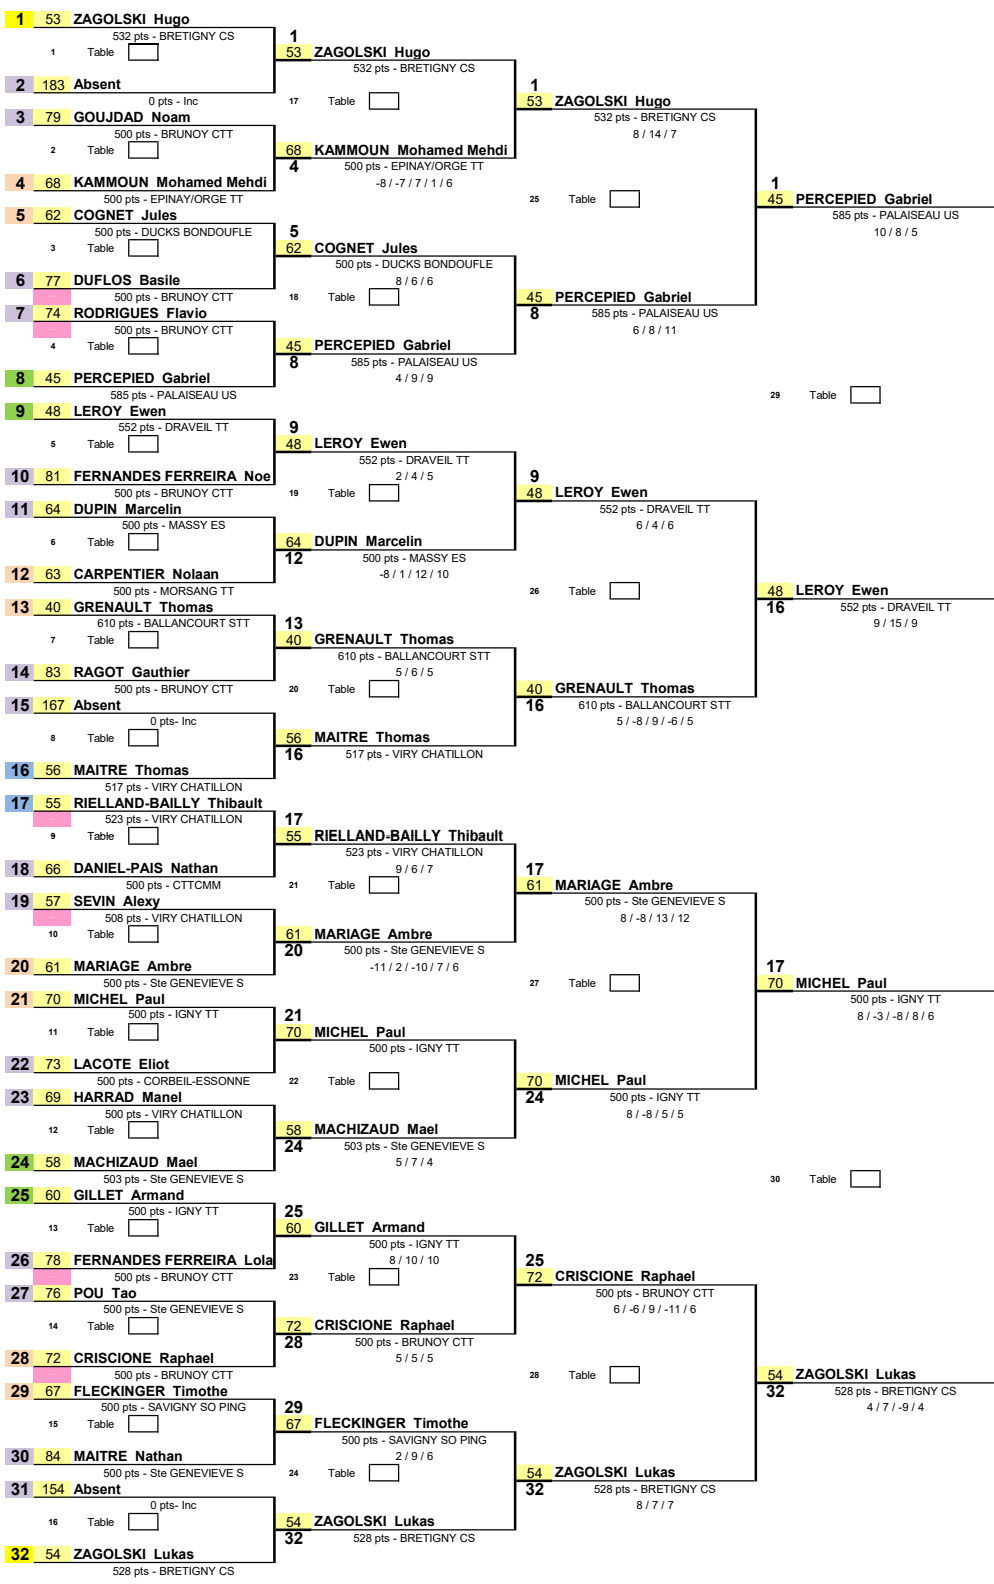 1 53 ZAGOLSKI Hugo
532 pts - BRETIGNY CS
1 Table
2 183 Absent
0 pts - Inc
3 79 GOUJDAD Noam
500 pts - BRUNOY CTT
2 Table
4 68 KAMMOUN Mohamed Mehdi
500 pts - EPINAY/ORGE TT
5 62 COGNET Jules
500 pts - DUCKS BONDOUFLE
3 Table
6 77 DUFLOS Basile
500 pts - BRUNOY CTT
7 74 RODRIGUES Flavio
500 pts - BRUNOY CTT
4 Table
8 45 PERCEPIED Gabriel
585 pts - PALAISEAU US
9 48 LEROY Ewen
552 pts - DRAVEIL TT
5 Table
10 81 FERNANDES FERREIRA Noe
500 pts - BRUNOY CTT
11 64 DUPIN Marcelin
500 pts - MASSY ES
6 Table
12 63 CARPENTIER Nolaan
500 pts - MORSANG TT
13 40 GRENAULT Thomas
610 pts - BALLANCOURT STT
7 Table
14 83 RAGOT Gauthier
500 pts - BRUNOY CTT
15 167 Absent
0 pts- Inc
8 Table
16 56 MAITRE Thomas
517 pts - VIRY CHATILLON
17 55 RIELLAND-BAILLY Thibault
523 pts - VIRY CHATILLON
9 Table
18 66 DANIEL-PAIS Nathan
500 pts - CTTCMM
19 57 SEVIN Alexy
508 pts - VIRY CHATILLON
10 Table
20 61 MARIAGE Ambre
500 pts - Ste GENEVIEVE S
21 70 MICHEL Paul
500 pts - IGNY TT
11 Table
22 73 LACOTE Eliot
500 pts - CORBEIL-ESSONNE
23 69 HARRAD Manel
500 pts - VIRY CHATILLON
12 Table
24 58 MACHIZAUD Mael
503 pts - Ste GENEVIEVE S
25 60 GILLET Armand
500 pts - IGNY TT
13 Table
26 78 FERNANDES FERREIRA Lola
500 pts - BRUNOY CTT
27 76 POU Tao
500 pts - Ste GENEVIEVE S
14 Table
28 72 CRISCIONE Raphael
500 pts - BRUNOY CTT
29 67 FLECKINGER Timothe
500 pts - SAVIGNY SO PING
15 Table
30 84 MAITRE Nathan
500 pts - Ste GENEVIEVE S
31 154 Absent
0 pts- Inc
16 Table
32 54 ZAGOLSKI Lukas
528 pts - BRETIGNY CS
1
53 ZAGOLSKI Hugo
532 pts - BRETIGNY CS
17 Table
68 KAMMOUN Mohamed Mehdi
4 500 pts - EPINAY/ORGE TT
-8 / -7 / 7 / 1 / 6
5
62 COGNET Jules
500 pts - DUCKS BONDOUFLE
8 / 6 / 6
18 Table
45 PERCEPIED Gabriel
8 585 pts - PALAISEAU US
4 / 9 / 9
9
48 LEROY Ewen
552 pts - DRAVEIL TT
2 / 4 / 5
19 Table
64 DUPIN Marcelin
12 500 pts - MASSY ES
-8 / 1 / 12 / 10
13
40 GRENAULT Thomas
610 pts - BALLANCOURT STT
5 / 6 / 5
20 Table
56 MAITRE Thomas
16 517 pts - VIRY CHATILLON
17
55 RIELLAND-BAILLY Thibault
523 pts - VIRY CHATILLON
9 / 6 / 7
21 Table
61 MARIAGE Ambre
20 500 pts - Ste GENEVIEVE S
-11 / 2 / -10 / 7 / 6
21
70 MICHEL Paul
500 pts - IGNY TT
22 Table
58 MACHIZAUD Mael
24 503 pts - Ste GENEVIEVE S
5 / 7 / 4
25
60 GILLET Armand
500 pts - IGNY TT
8 / 10 / 10
23 Table
72 CRISCIONE Raphael
28 500 pts - BRUNOY CTT
5 / 5 / 5
29
67 FLECKINGER Timothe
500 pts - SAVIGNY SO PING
2 / 9 / 6
24 Table
54 ZAGOLSKI Lukas
32 528 pts - BRETIGNY CS
1
53 ZAGOLSKI Hugo
532 pts - BRETIGNY CS
8 / 14 / 7
25 Table
45 PERCEPIED Gabriel
8 585 pts - PALAISEAU US
6 / 8 / 11
9
48 LEROY Ewen
552 pts - DRAVEIL TT
6 / 4 / 6
26 Table
40 GRENAULT Thomas
16 610 pts - BALLANCOURT STT
5 / -8 / 9 / -6 / 5
17
61 MARIAGE Ambre
500 pts - Ste GENEVIEVE S
8 / -8 / 13 / 12
27 Table
70 MICHEL Paul
24 500 pts - IGNY TT
8 / -8 / 5 / 5
25
72 CRISCIONE Raphael
500 pts - BRUNOY CTT
6 / -6 / 9 / -11 / 6
28 Table
54 ZAGOLSKI Lukas
32 528 pts - BRETIGNY CS
8 / 7 / 7
1
45 PERCEPIED Gabriel
585 pts - PALAISEAU US
10 / 8 / 5
29 Table
48 LEROY Ewen
16 552 pts - DRAVEIL TT
9 / 15 / 9
17
70 MICHEL Paul
500 pts - IGNY TT
8 / -3 / -8 / 8 / 6
30 Table
54 ZAGOLSKI Lukas
32 528 pts - BRETIGNY CS
4 / 7 / -9 / 4